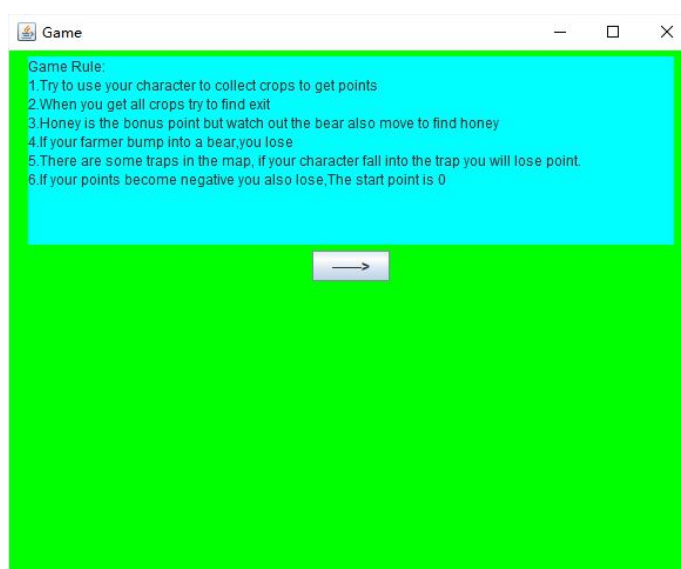 Game
Game Rule:
1.Try to use your character to collect crops to get points
2.When you get all crops try to find exit
3.Honey is the bonus point but watch out the bear also move to find honey
4.If your farmer bump into a bear,you lose
5.There are some traps in the map, if your character fall into the trap you will lose point.
6.If your points become negative you also lose,The start point is 0
——>